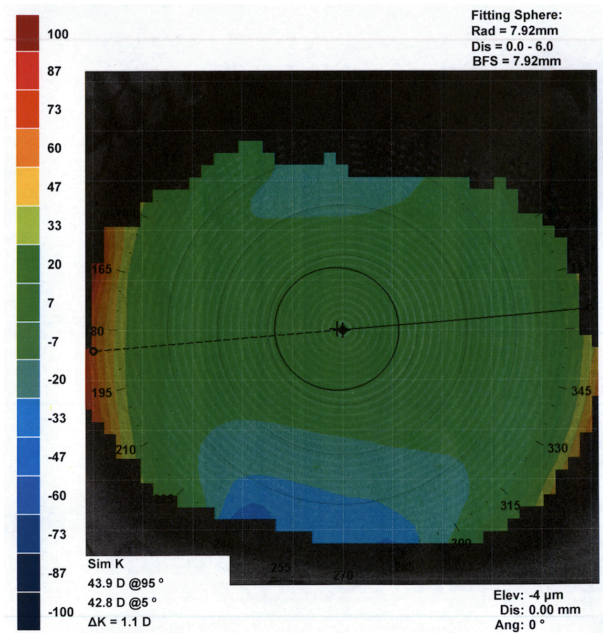 Fitting Sphere:
Rad = 7.92mm
Dis = 0.0 - 6.0
BFS = 7.92mm
100
87
73
60
47
33
20
7
-7
-20
-33
-47
-60
-73
-87
-100
165
80
195
210
345
330
315
300
255
270
285
Sim K
43.9 D @95 º
42.8 D @5 º
ΔK = 1.1 D
Elev: -4 µm
Dis: 0.00 mm
Ang: 0 º